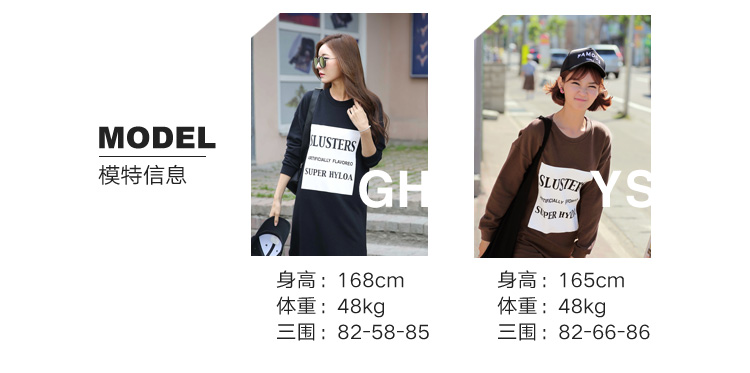 MODEL
模特信息
SLUSTERS
ARTIFICIALLY FLAVORED
SUPER HYLOA
GH
FAMOUS
SLUSTERS
SUPER HYLOA
YS
身高：168cm
体重：48kg
三围：82-58-85
身高：165cm
体重：48kg
三围：82-66-86